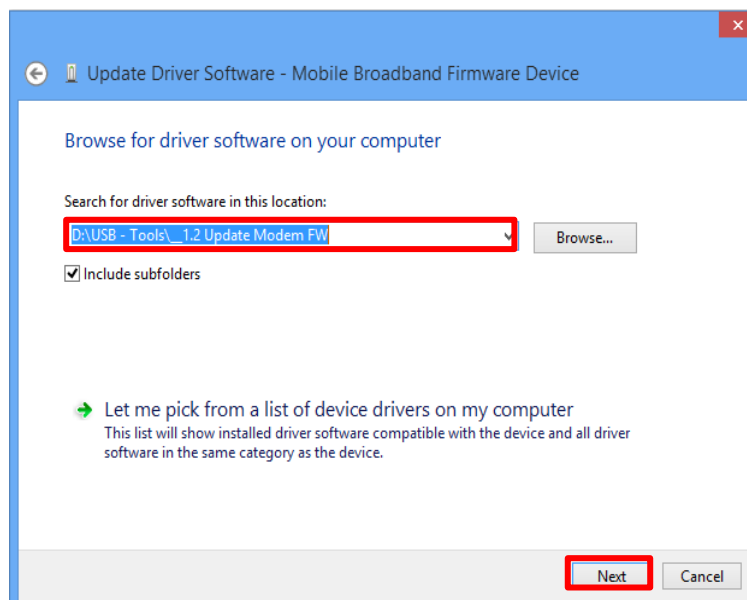 Update Driver Software - Mobile Broadband Firmware Device
Browse for driver software on your computer
Search for driver software in this location:
D:\USB - Tools\__1.2 Update Modem FW
Browse...
Include subfolders
Let me pick from a list of device drivers on my computer
This list will show installed driver software compatible with the device and all driver
software in the same category as the device.
Next
Cancel